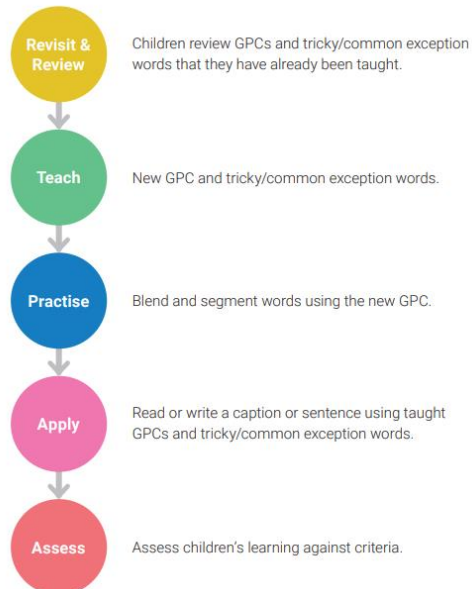 Revisit &
Review
Children review GPCs and tricky/common exception
words that they have already been taught.
Teach
New GPC and tricky/common exception words.
Practise
Blend and segment words using the new GPC.
Apply
Read or write a caption or sentence using taught
GPCs and tricky/common exception words.
Assess
Assess children’s learning against criteria.